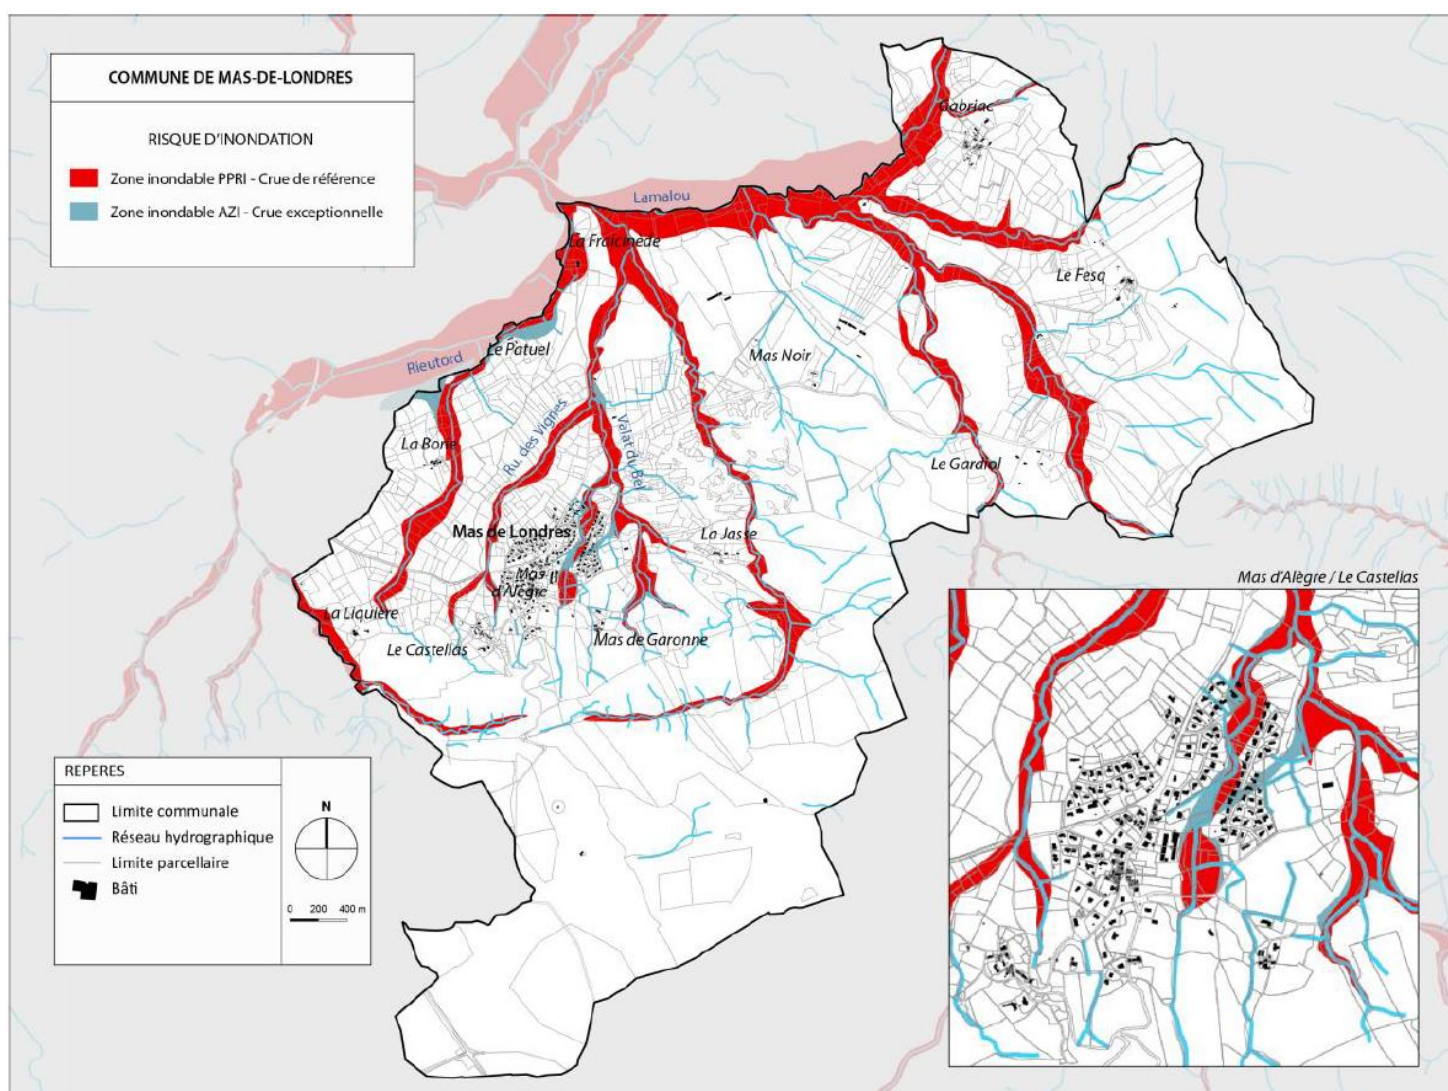 COMMUNE DE MAS-DE-LONDRES
RISQUE D'INONDATION
Zone inondable PPRI - Crue de référence
Zone inondable AZI - Crue exceptionnelle
Gabriac
Lamalou
La Fraicinède
Le Fesq
Le Patuel
Rieutord
Mas Noir
Ru. des Vignes
Valat du Bel
La Borie
Le Gardiol
Mas de Londres
La Jasse
Mas
d'Alègre
La Liquière
Mas de Garonne
Le Castellas
Mas d'Alègre / Le Castellas
REPERES
Limite communale
Réseau hydrographique
Limite parcellaire
Bâti
N
0 200 400 m